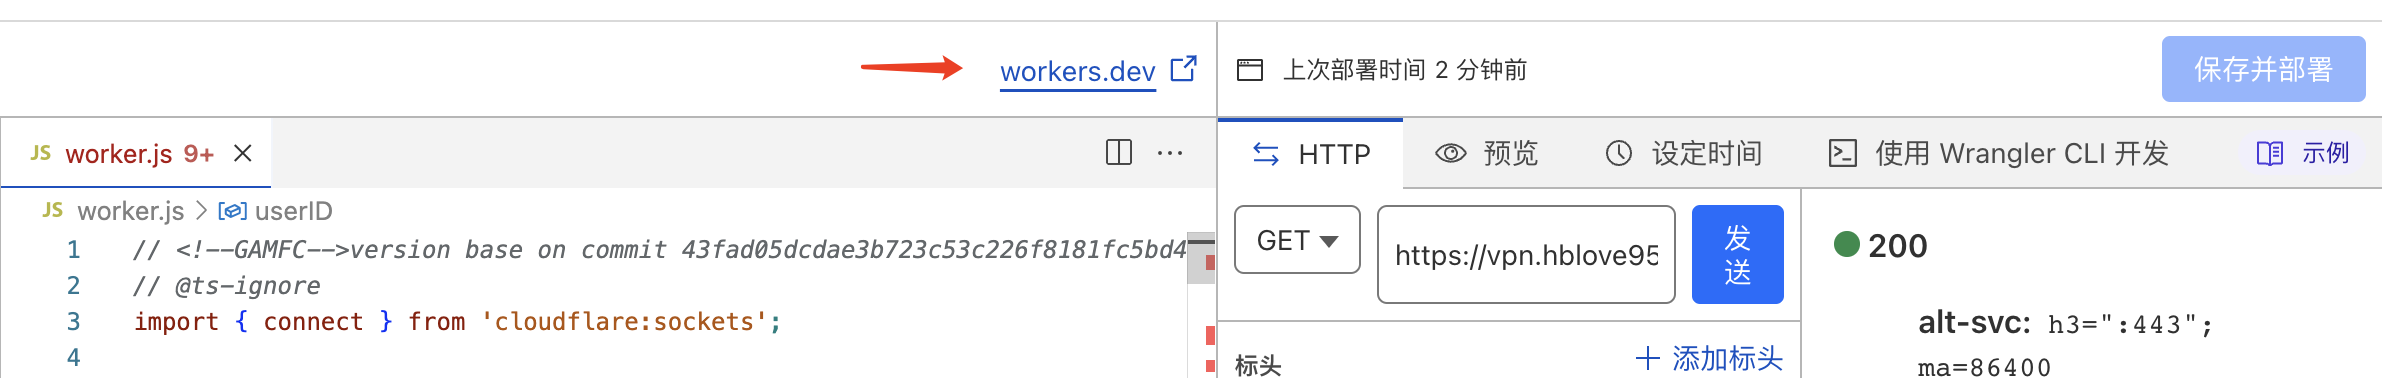 workers.dev
上次部署时间 2 分钟前
保存并部署
JS worker.js 9+
HTTP
预览
设定时间
使用 Wrangler CLI 开发
示例
JS worker.js > userID
1 // <!--GAMFC-->version base on commit 43fad05dcdae3b723c53c226f8181fc5bd4
2 // @ts-ignore
3 import { connect } from 'cloudflare:sockets';
4
GET
https://vpn.hblove95
发送
200
alt-svc: h3=":443";
ma=86400
标头
+ 添加标头